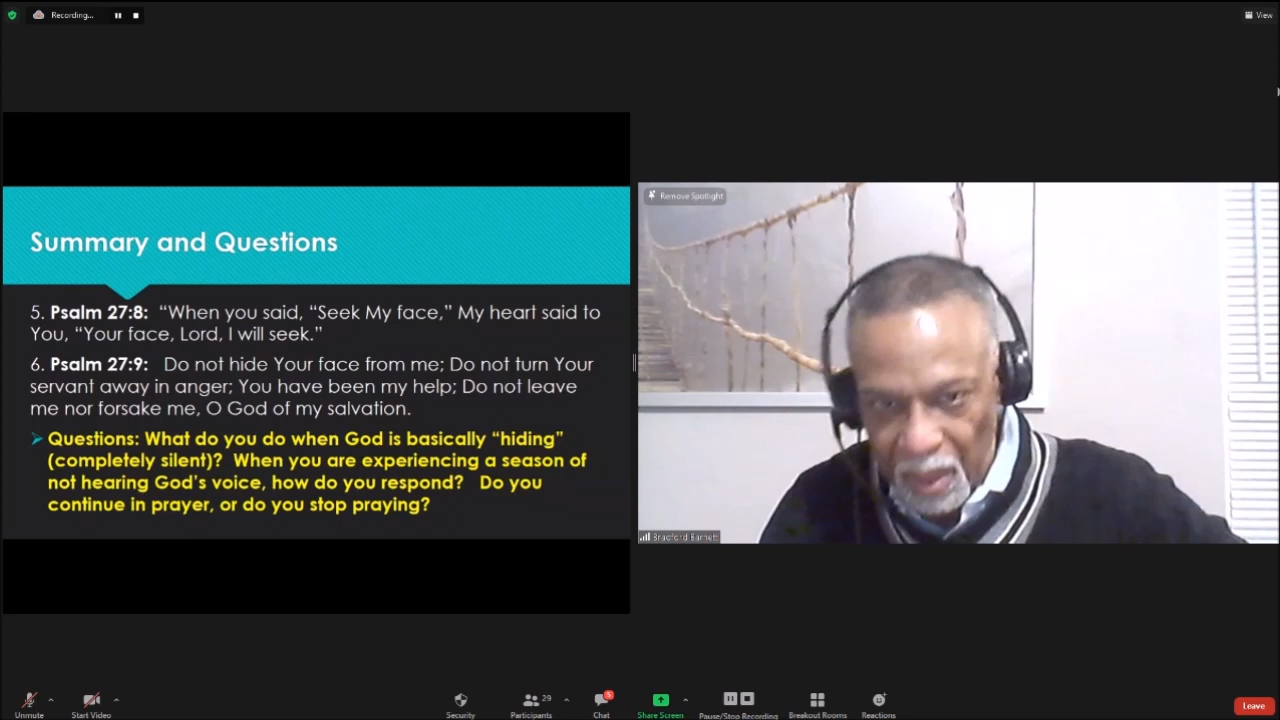 Recording...
View
Summary and Questions
5. Psalm 27:8: “When you said, “Seek My face,” My heart said to
You, “Your face, Lord, I will seek.”
6. Psalm 27:9: Do not hide Your face from me; Do not turn Your
servant away in anger; You have been my help; Do not leave
me nor forsake me, O God of my salvation.
Questions: What do you do when God is basically “hiding”
(completely silent)? When you are experiencing a season of
not hearing God’s voice, how do you respond? Do you
continue in prayer, or do you stop praying?
Remove Spotlight
Bradford Barnett
Unmute
Start Video
Security
29
Participants
5
Chat
Share Screen
Pause/Stop Recording
Breakout Rooms
Reactions
Leave